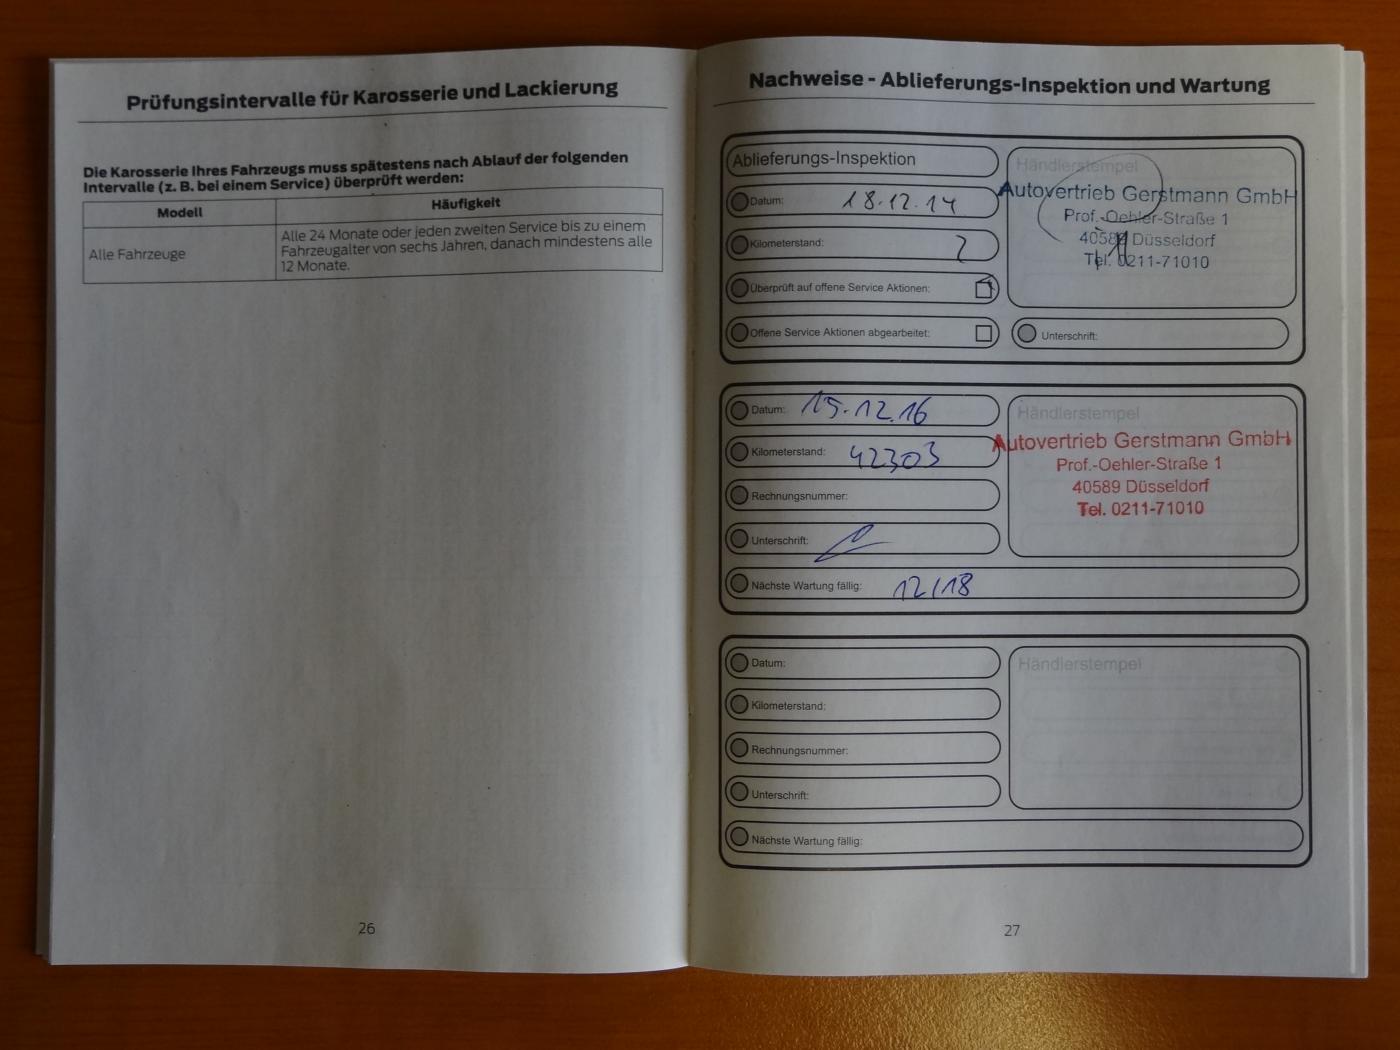 Prüfungsintervalle für Karosserie und Lackierung
Die Karosserie Ihres Fahrzeugs muss spätestens nach Ablauf der folgenden
Intervalle (z. B. bei einem Service) überprüft werden:
Modell
Häufigkeit
Alle Fahrzeuge
Alle 24 Monate oder jeden zweiten Service bis zu einem
Fahrzeugalter von sechs Jahren, danach mindestens alle
12 Monate.
26
Nachweise - Ablieferungs-Inspektion und Wartung
Ablieferungs-Inspektion
Datum: 18.12.14
Kilometerstand: 2
Überprüft auf offene Service Aktionen:
Offene Service Aktionen abgearbeitet:
Händlerstempel
Autovertrieb Gerstmann GmbH
Prof.-Oehler-Straße 1
40589 Düsseldorf
Tel. 0211-71010
Unterschrift:
Datum: 15.12.16
Kilometerstand: 42303
Rechnungsnummer:
Unterschrift:
Nächste Wartung fällig: 12/18
Händlerstempel
Autovertrieb Gerstmann GmbH
Prof.-Oehler-Straße 1
40589 Düsseldorf
Tel. 0211-71010
Datum:
Kilometerstand:
Rechnungsnummer:
Unterschrift:
Nächste Wartung fällig:
Händlerstempel
27